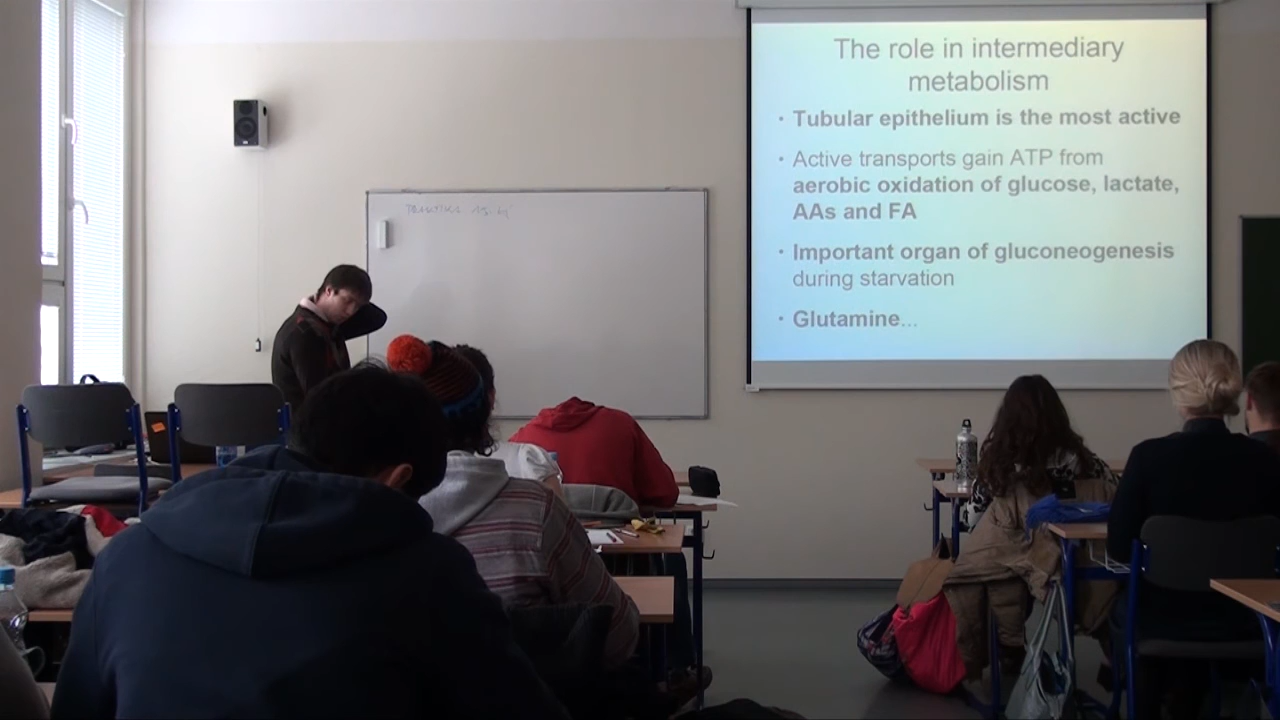 The role in intermediary
metabolism
• Tubular epithelium is the most active
• Active transports gain ATP from
aerobic oxidation of glucose, lactate,
AAs and FA
• Important organ of gluconeogenesis
during starvation
• Glutamine...